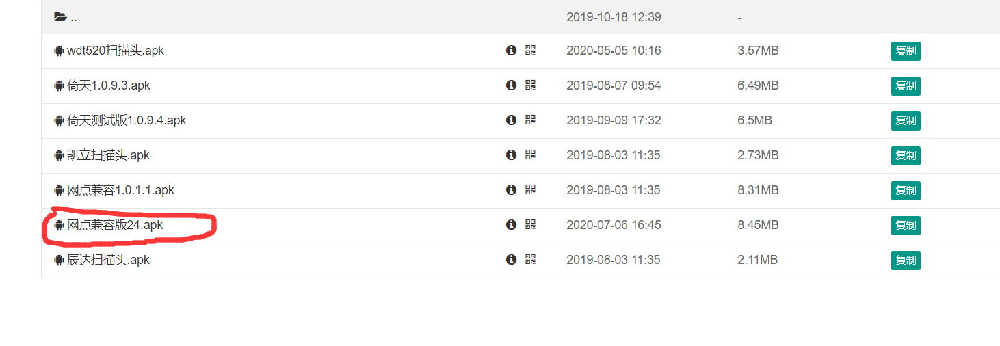 .. 2019-10-18 12:39 -
wdt520扫描头.apk 2020-05-05 10:16 3.57MB 复制
倚天1.0.9.3.apk 2019-08-07 09:54 6.49MB 复制
倚天测试版1.0.9.4.apk 2019-09-09 17:32 6.5MB 复制
凯立扫描头.apk 2019-08-03 11:35 2.73MB 复制
网点兼容1.0.1.1.apk 2019-08-03 11:35 8.31MB 复制
网点兼容版24.apk 2020-07-06 16:45 8.45MB 复制
辰达扫描头.apk 2019-08-03 11:35 2.11MB 复制